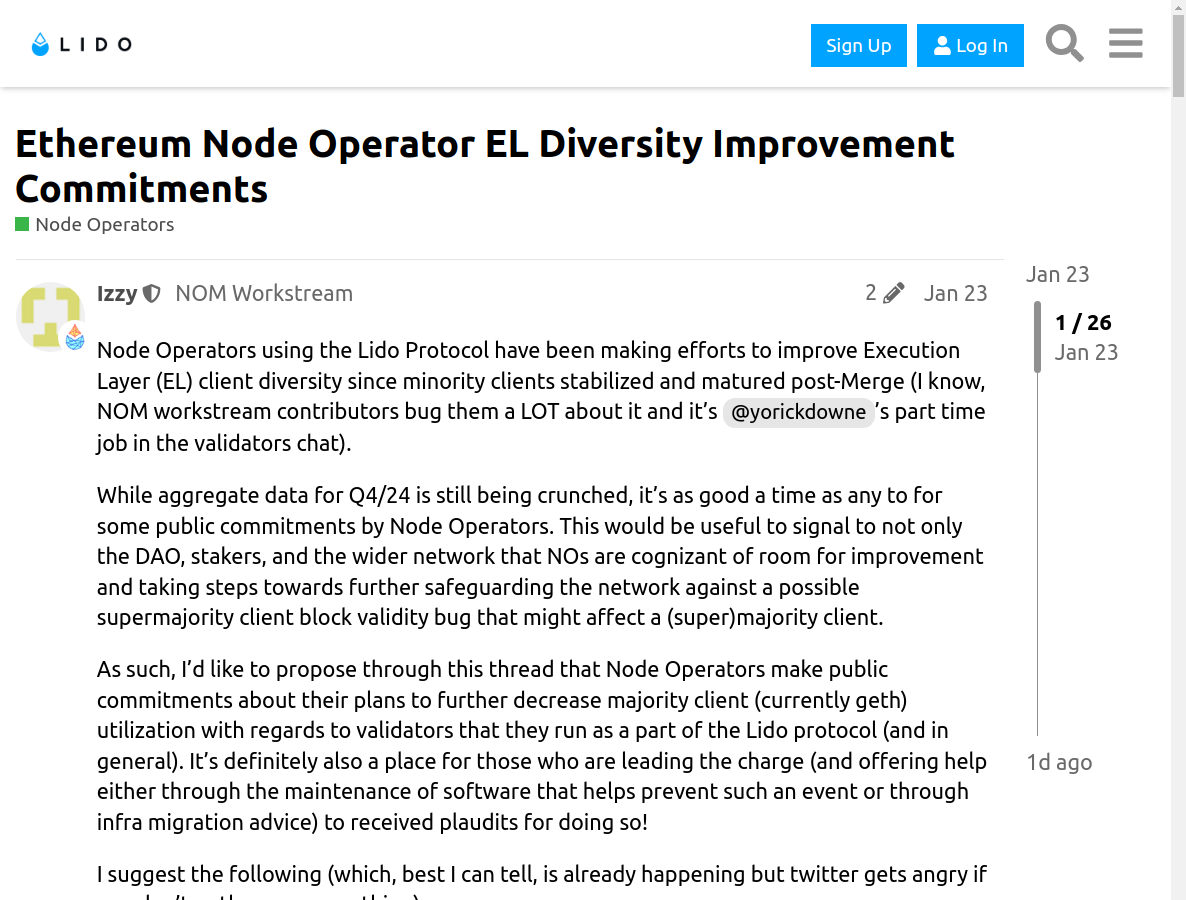 LIDO
Sign Up
Log In
Ethereum Node Operator EL Diversity Improvement
Commitments
Node Operators
Izzy NOM Workstream 2 Jan 23
Node Operators using the Lido Protocol have been making efforts to improve Execution
Layer (EL) client diversity since minority clients stabilized and matured post-Merge (I know,
NOM workstream contributors bug them a LOT about it and it’s @yorickdowne ’s part time
job in the validators chat).
While aggregate data for Q4/24 is still being crunched, it’s as good a time as any to for
some public commitments by Node Operators. This would be useful to signal to not only
the DAO, stakers, and the wider network that NOs are cognizant of room for improvement
and taking steps towards further safeguarding the network against a possible
supermajority client block validity bug that might affect a (super)majority client.
As such, I’d like to propose through this thread that Node Operators make public
commitments about their plans to further decrease majority client (currently geth)
utilization with regards to validators that they run as a part of the Lido protocol (and in
general). It’s definitely also a place for those who are leading the charge (and offering help
either through the maintenance of software that helps prevent such an event or through
infra migration advice) to received plaudits for doing so!
I suggest the following (which, best I can tell, is already happening but twitter gets angry if
Jan 23
1 / 26
Jan 23
1d ago